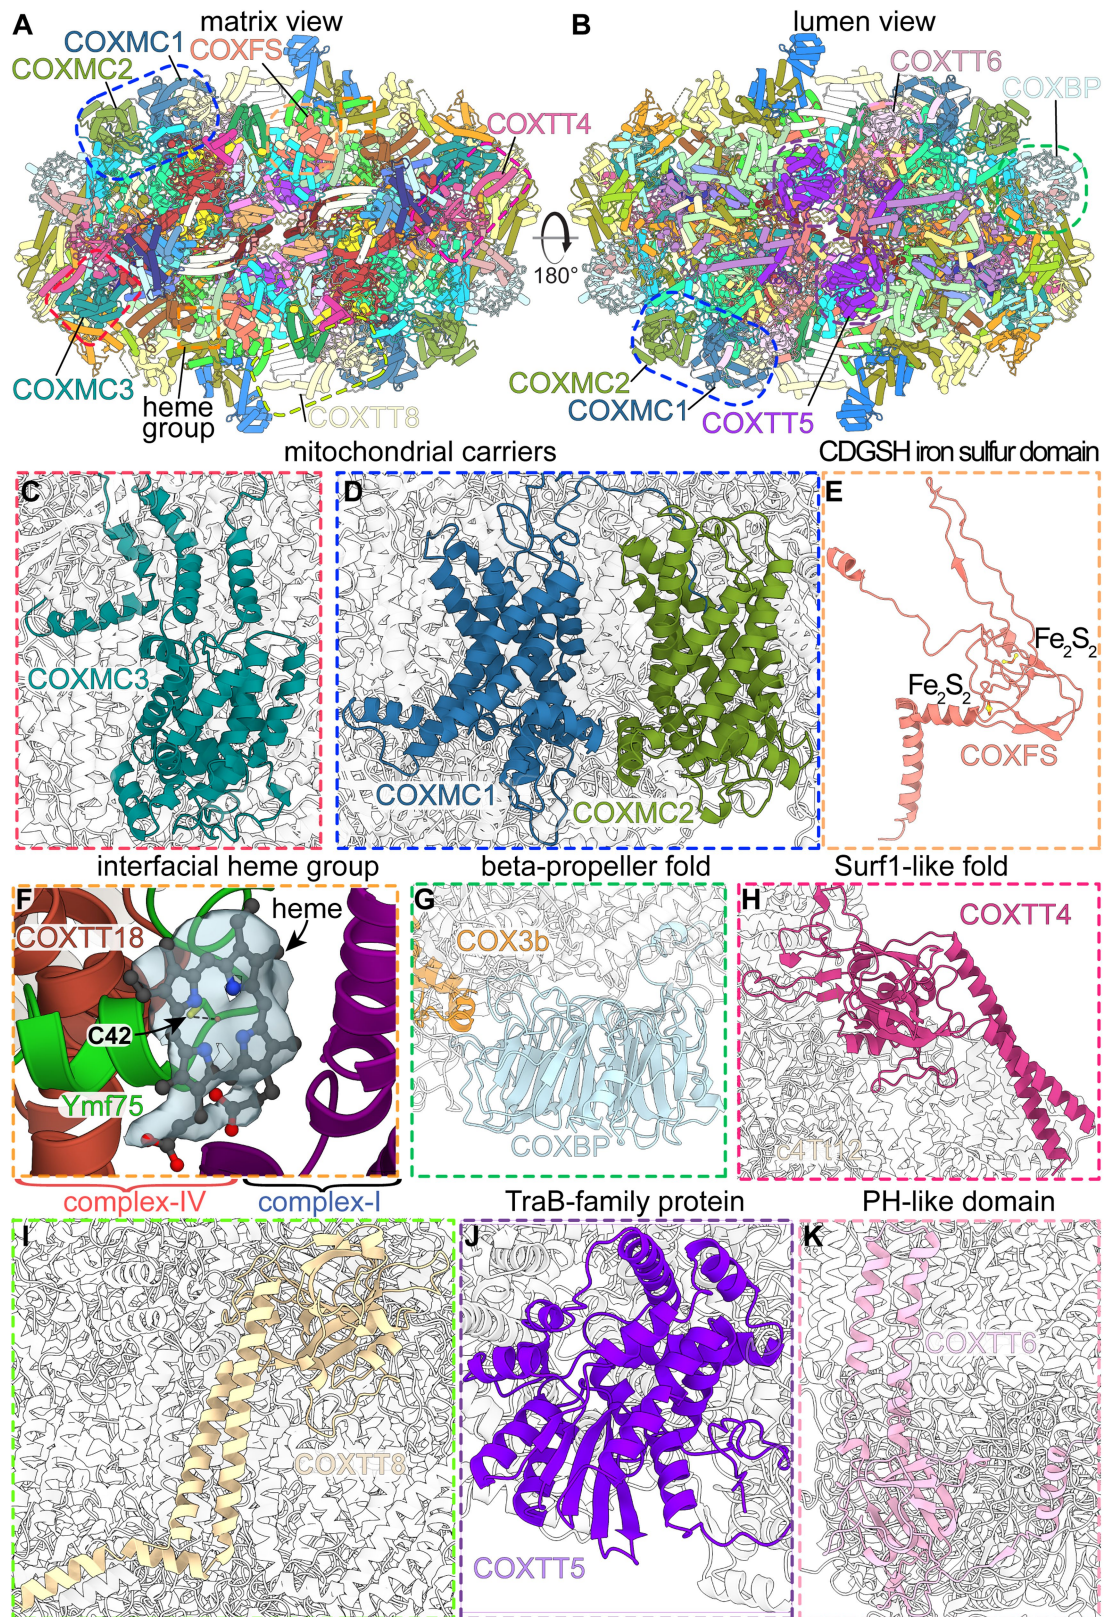 A
matrix view
COXMC1
COXFS
COXMC2
COXTT4
COXMC3
heme
group
COXTT8
180°
B
lumen view
COXTT6
COXBP
COXMC2
COXMC1
COXTT5
mitochondrial carriers
CDGSH iron sulfur domain
C
COXMC3
D
COXMC1
COXMC2
E
Fe2S2
Fe2S2
COXFS
interfacial heme group
beta-propeller fold
Surf1-like fold
F
heme
COXTT18
C42
Ymf75
complex-IV
complex-I
G
COX3b
COXBP
H
COXTT4
c4Tt12
TraB-family protein
PH-like domain
I
COXTT8
J
COXTT5
K
COXTT6